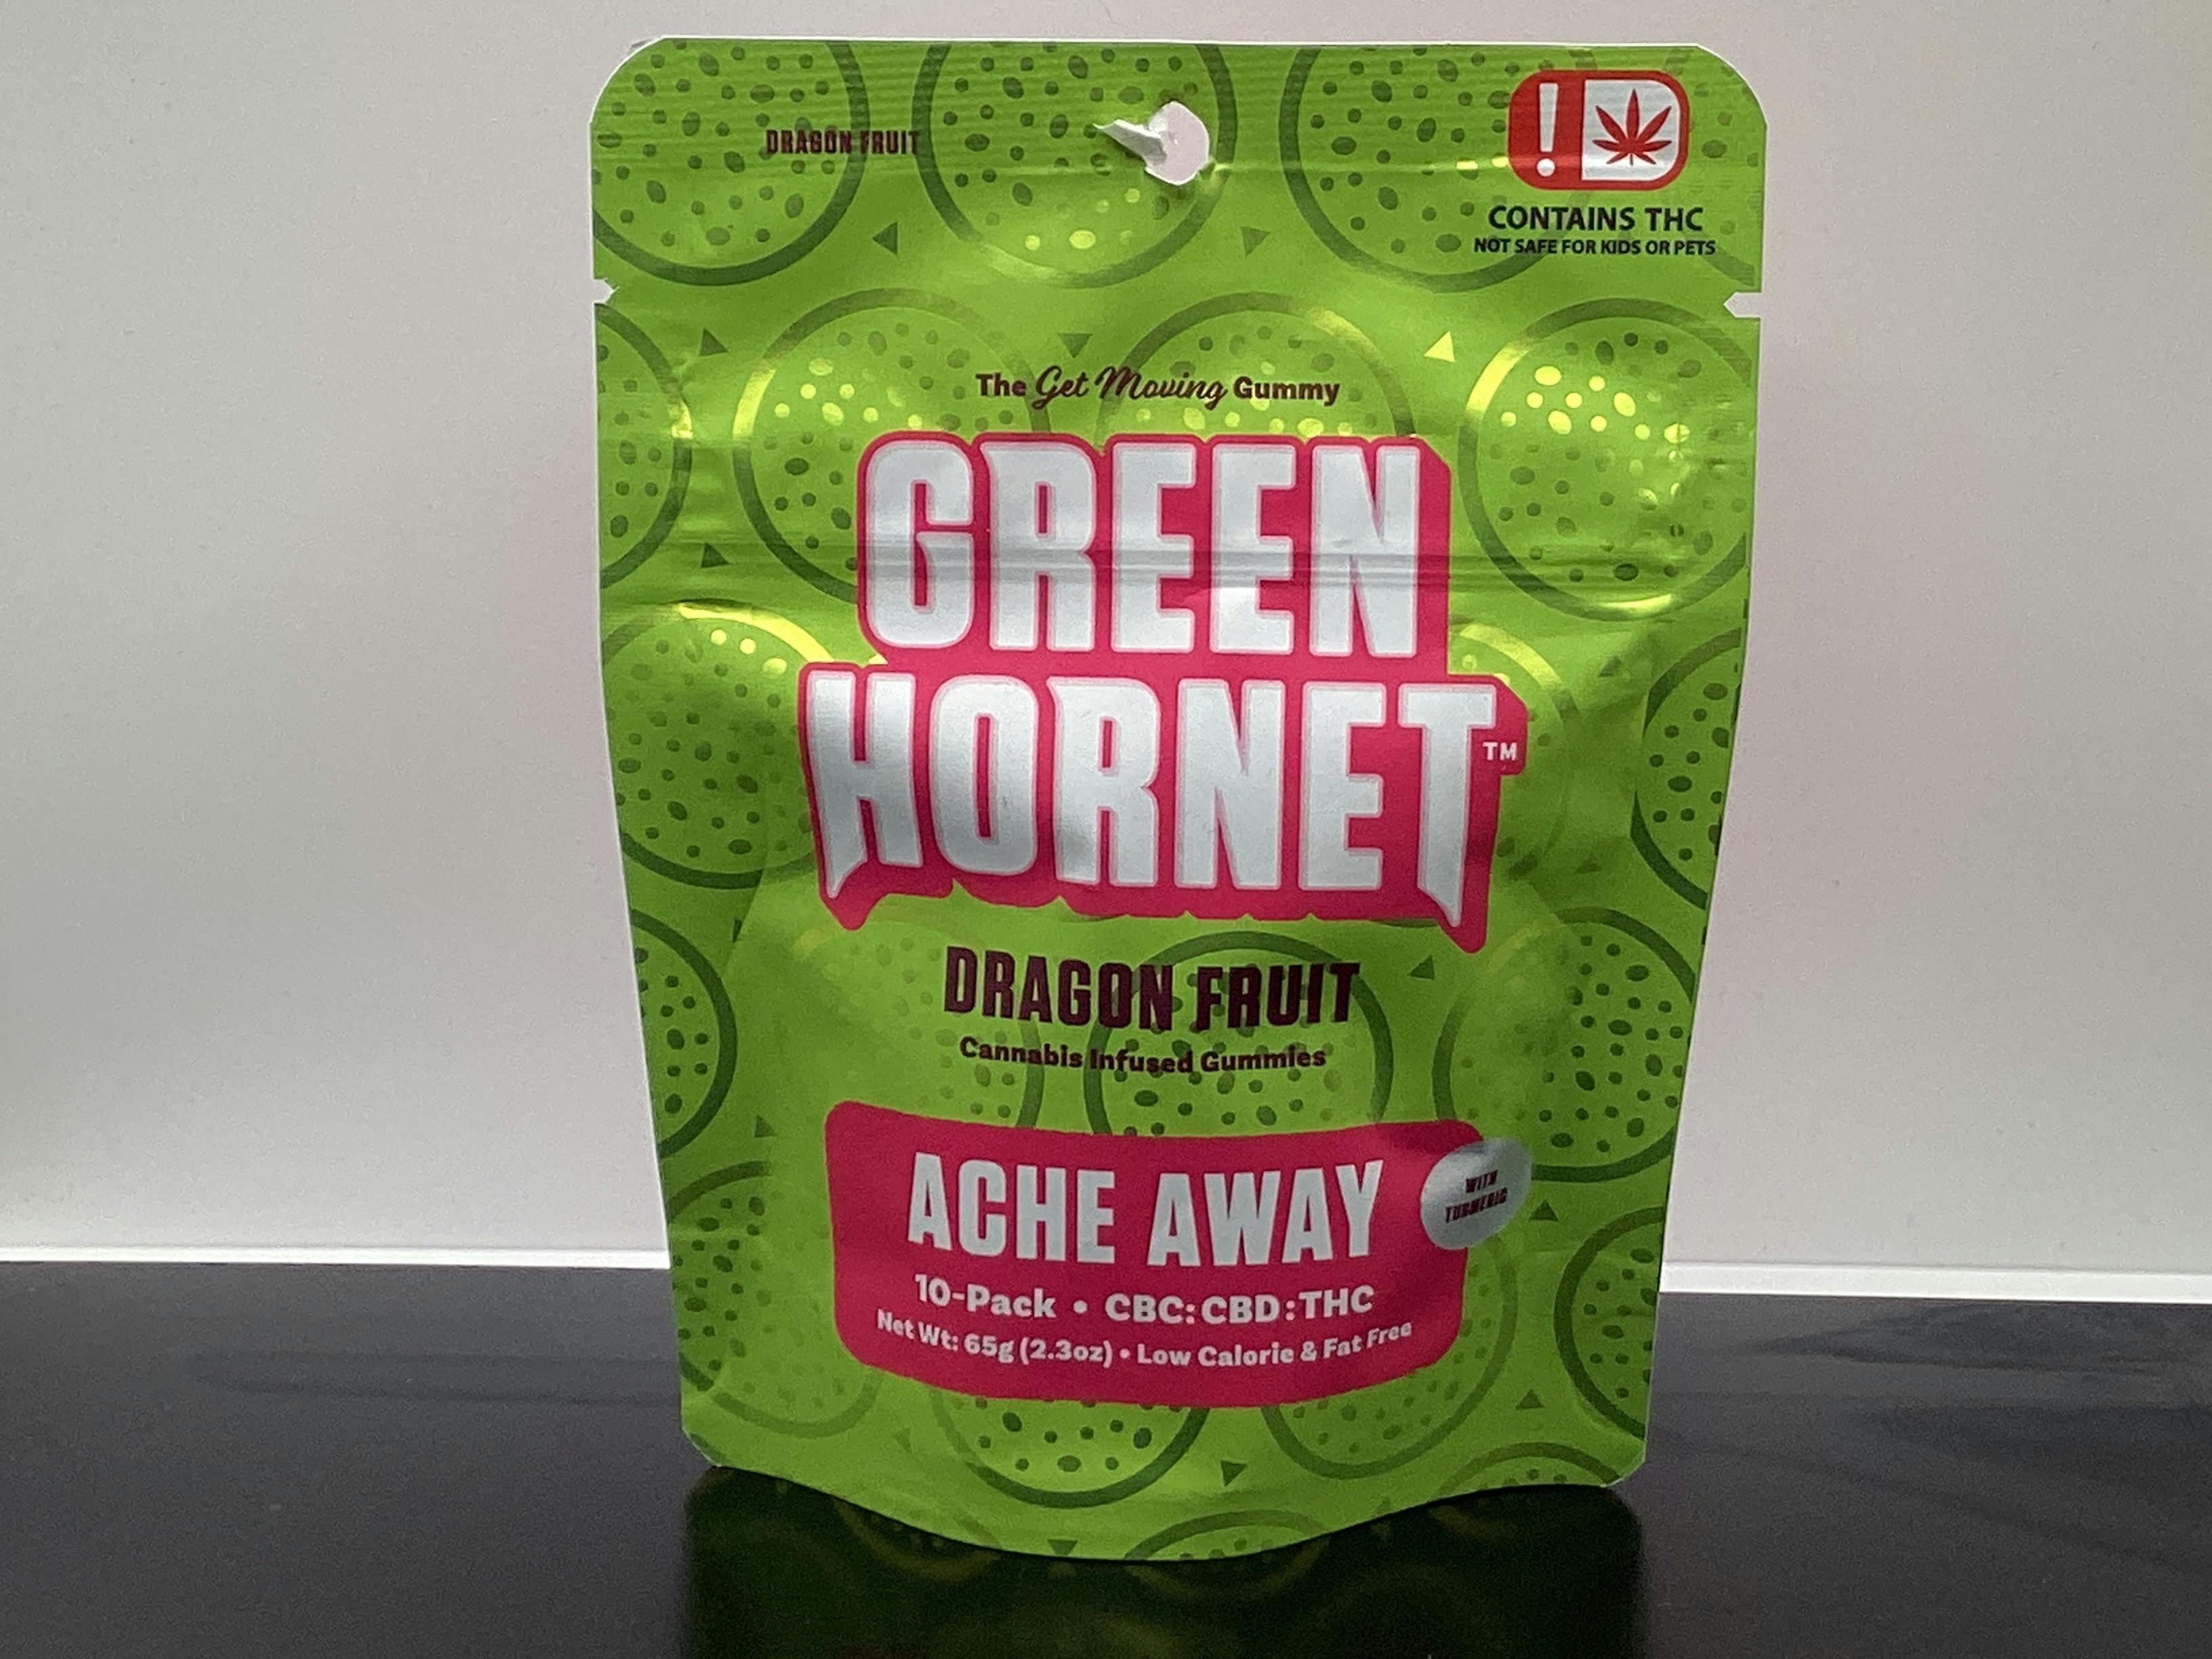 DRAGON FRUIT
!
CONTAINS THC
NOT SAFE FOR KIDS OR PETS
The Get Moving Gummy
GREEN
HORNET™
DRAGON FRUIT
Cannabis Infused Gummies
ACHE AWAY
WITH
TURMERIC
10-Pack • CBC:CBD:THC
Net Wt: 65g (2.3oz) • Low Calorie & Fat Free